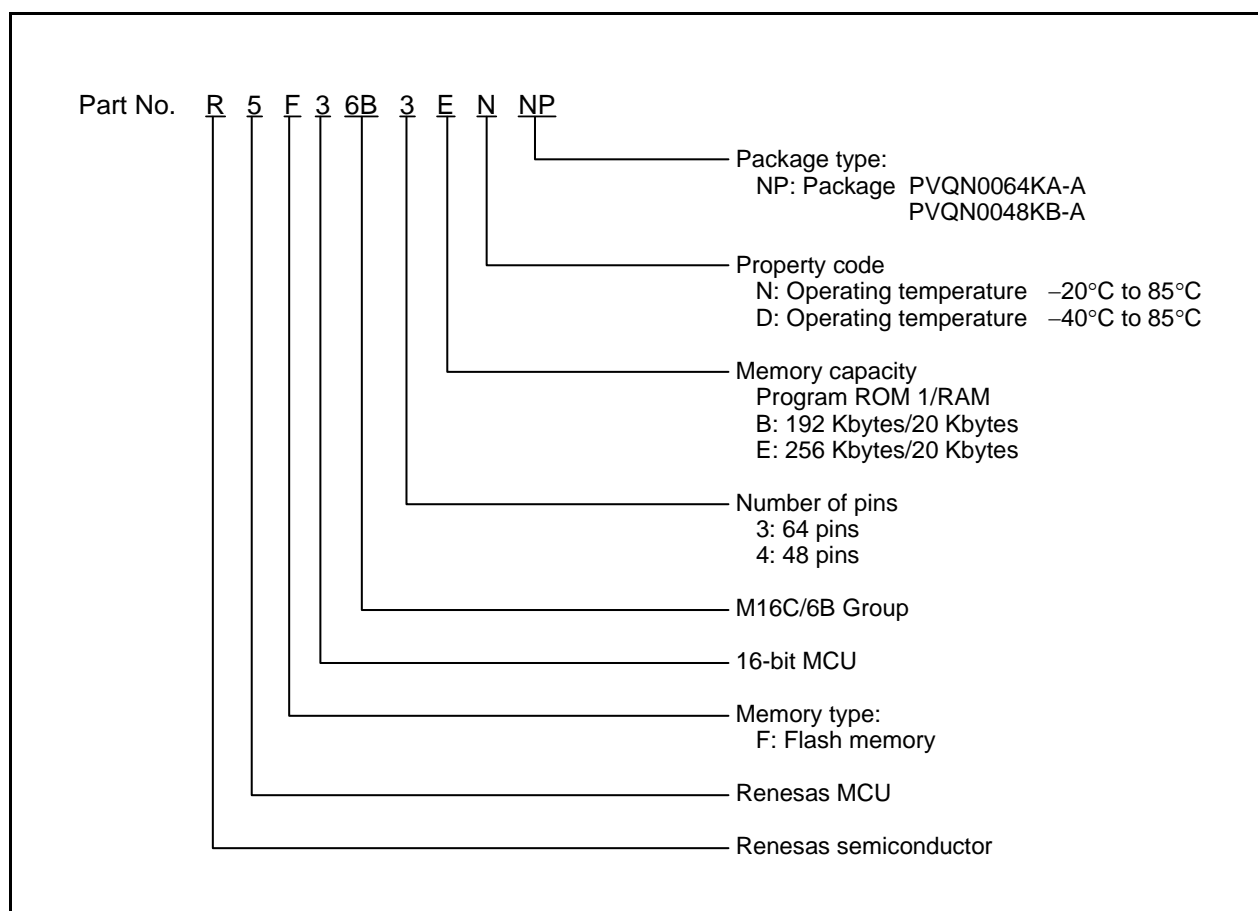 Part No. R 5 F 3 6B 3 E N NP
Package type:
NP: Package PVQN0064KA-A
PVQN0048KB-A
Property code
N: Operating temperature –20°C to 85°C
D: Operating temperature –40°C to 85°C
Memory capacity
Program ROM 1/RAM
B: 192 Kbytes/20 Kbytes
E: 256 Kbytes/20 Kbytes
Number of pins
3: 64 pins
4: 48 pins
M16C/6B Group
16-bit MCU
Memory type:
F: Flash memory
Renesas MCU
Renesas semiconductor